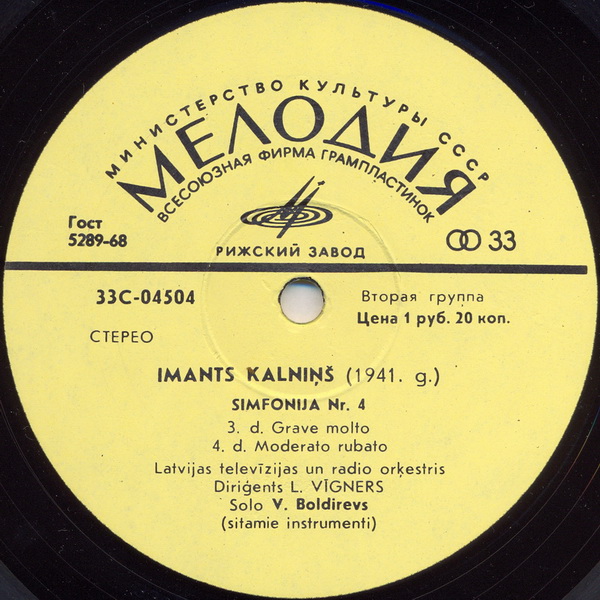 МИНИСТЕРСТВО КУЛЬТУРЫ СССР
МЕЛОДИЯ
ВСЕСОЮЗНАЯ ФИРМА ГРАМПЛАСТИНОК
Гост
5289-68
РИЖСКИЙ ЗАВОД
33
33С-04504
Вторая группа
Цена 1 руб. 20 коп.
СТЕРЕО
IMANTS KALNIŅŠ (1941. g.)
SIMFONIJA Nr. 4
3. d. Grave molto
4. d. Moderato rubato
Latvijas televīzijas un radio orķestris
Diriģents L. VĪGNERS
Solo V. Boldirevs
(sitamie instrumenti)